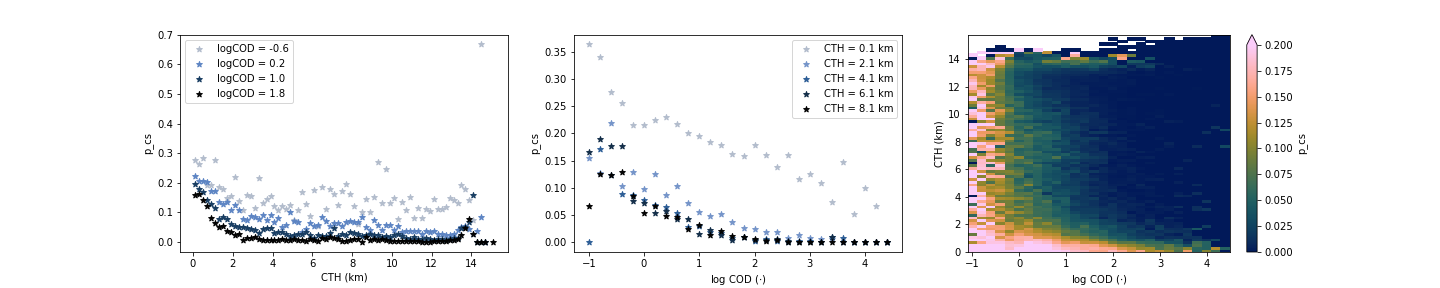 0.7
0.6
0.5
0.4
0.3
0.2
0.1
0.0
p_cs
logCOD = -0.6
logCOD = 0.2
logCOD = 1.0
logCOD = 1.8
0 2 4 6 8 10 12 14
CTH (km)
0.35
0.30
0.25
0.20
0.15
0.10
0.05
0.00
p_cs
CTH = 0.1 km
CTH = 2.1 km
CTH = 4.1 km
CTH = 6.1 km
CTH = 8.1 km
−1 0 1 2 3 4
log COD (·)
14
12
10
8
6
4
2
0
CTH (km)
−1 0 1 2 3 4
log COD (·)
0.200
0.175
0.150
0.125
0.100
0.075
0.050
0.025
0.000
p_cs